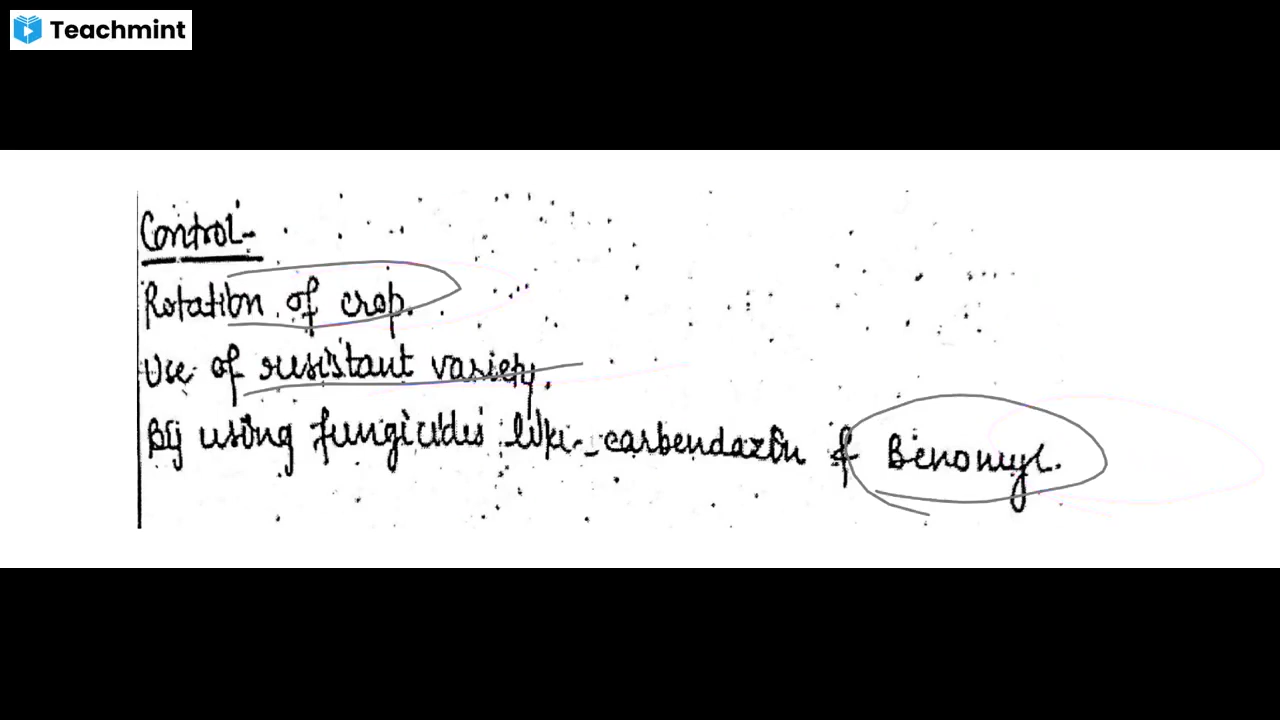 Teachmint
Control-
Rotation of crop.
Use of resistant variety.
By using fungicides like- carbendazim & Benomyl.